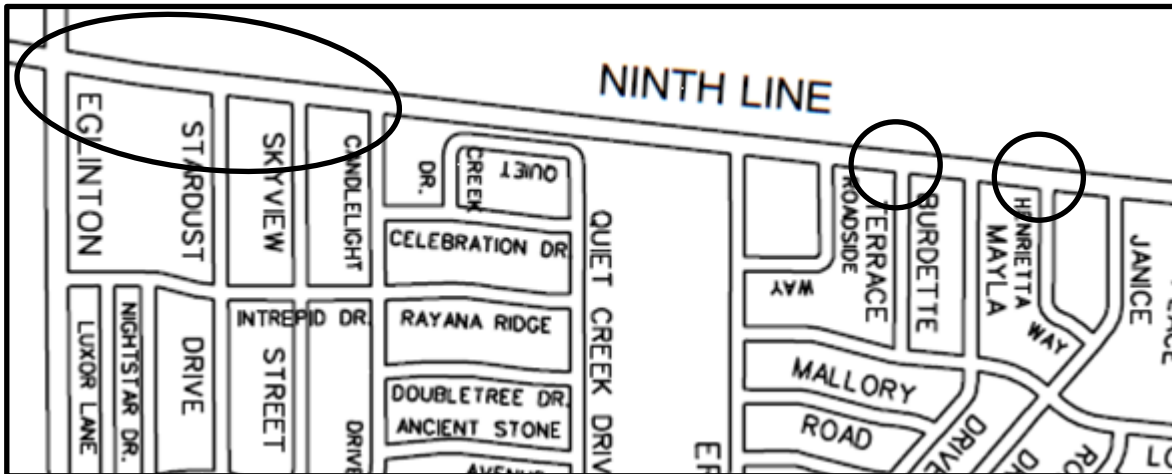 NINTH LINE
EGLINTON
STARDUST
SKYVIEW
CANDLELIGHT
DR.
CREEK
QUIET
CELEBRATION DR.
QUIET CREEK DRIV
ROADSIDE
TERRACE
BURDETTE
HENRIETTA
MAYLA
JANICE
WAY
WAY
INTREPID DR.
RAYANA RIDGE
LUXOR LANE
NIGHTSTAR DR.
DRIVE
STREET
DRIVE
DOUBLETREE DR.
ANCIENT STONE
AVENUE
MALLORY
ROAD
DRIVE